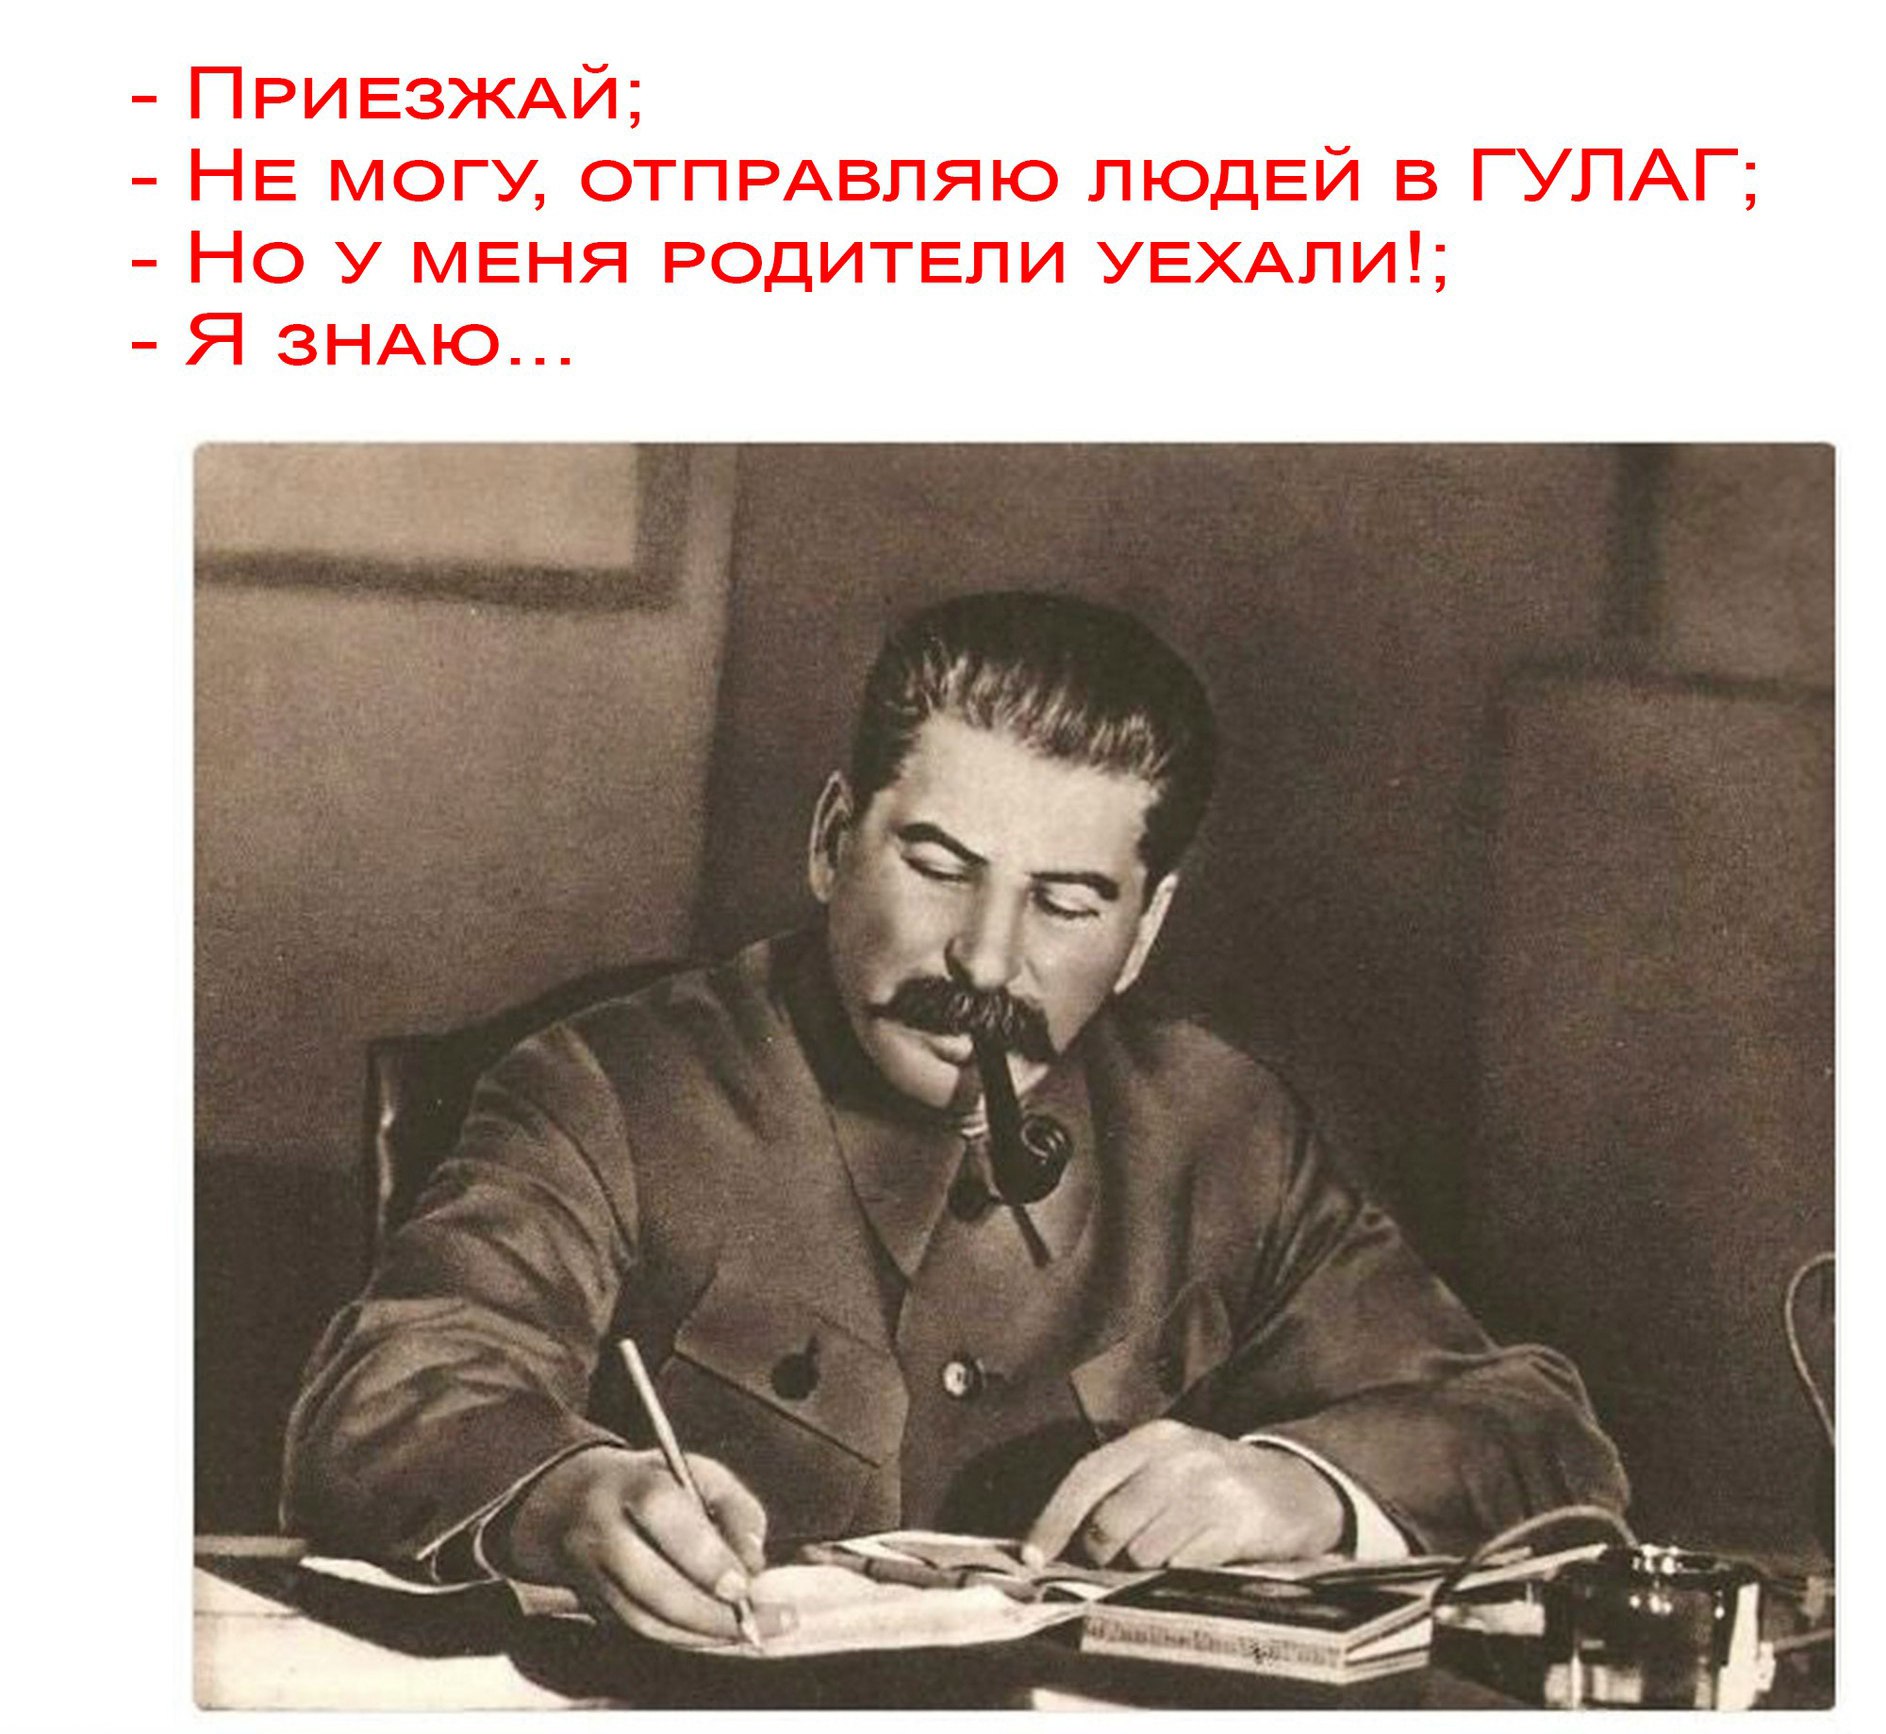 - Приезжай;
- Не могу, отправляю людей в ГУЛАГ;
- Но у меня родители уехали!;
- Я знаю...